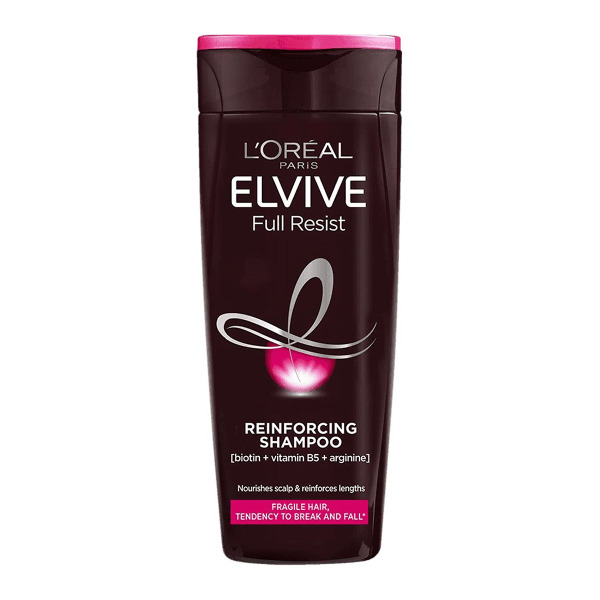 L'ORÉAL
PARIS
ELVIVE
Full Resist
REINFORCING
SHAMPOO
[biotin + vitamin B5 + arginine]
Nourishes scalp & reinforces lengths
FRAGILE HAIR,
TENDENCY TO BREAK AND FALL*